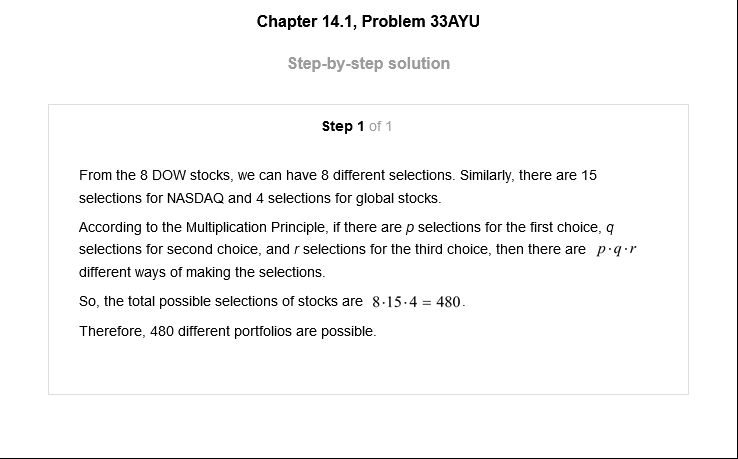 Chapter 14.1, Problem 33AYU
Step-by-step solution
Step 1 of 1
From the 8 DOW stocks, we can have 8 different selections. Similarly, there are 15
selections for NASDAQ and 4 selections for global stocks.
According to the Multiplication Principle, if there are p selections for the first choice, q
selections for second choice, and r selections for the third choice, then there are p·q·r
different ways of making the selections.
So, the total possible selections of stocks are 8·15·4 = 480.
Therefore, 480 different portfolios are possible.